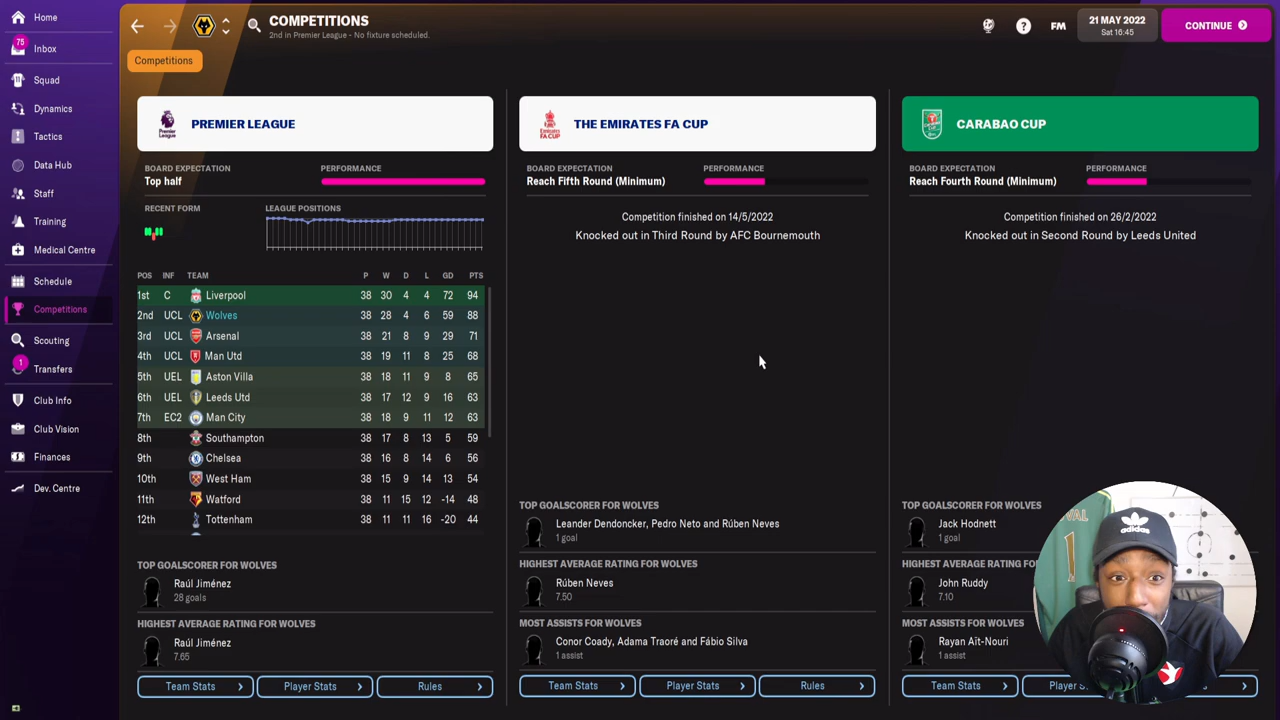 Home
75
Inbox
Squad
Dynamics
Tactics
Data Hub
Staff
Training
Medical Centre
Schedule
Competitions
Scouting
1
Transfers
Club Info
Club Vision
Finances
Dev. Centre
COMPETITIONS
2nd in Premier League - No fixture scheduled.
?
FM
21 MAY 2022
Sat 16:45
CONTINUE
Competitions
Premier League
PREMIER LEAGUE
BOARD EXPECTATION PERFORMANCE
Top half
RECENT FORM LEAGUE POSITIONS
POS INF TEAM P W D L GD PTS
1st C Liverpool 38 30 4 4 72 94
2nd UCL Wolves 38 28 4 6 59 88
3rd UCL Arsenal 38 21 8 9 29 71
4th UCL Man Utd 38 19 11 8 25 68
5th UEL Aston Villa 38 18 11 9 8 65
6th UEL Leeds Utd 38 17 12 9 16 63
7th EC2 Man City 38 18 9 11 12 63
8th Southampton 38 17 8 13 5 59
9th Chelsea 38 16 8 14 6 56
10th West Ham 38 15 9 14 13 54
11th Watford 38 11 15 12 -14 48
12th Tottenham 38 11 11 16 -20 44
TOP GOALSCORER FOR WOLVES
Raúl Jiménez
28 goals
HIGHEST AVERAGE RATING FOR WOLVES
Raúl Jiménez
7.65
Team Stats Player Stats Rules
Emirates
FA CUP
THE EMIRATES FA CUP
BOARD EXPECTATION PERFORMANCE
Reach Fifth Round (Minimum)
Competition finished on 14/5/2022
Knocked out in Third Round by AFC Bournemouth
TOP GOALSCORER FOR WOLVES
Leander Dendoncker, Pedro Neto and Rúben Neves
1 goal
HIGHEST AVERAGE RATING FOR WOLVES
Rúben Neves
7.50
MOST ASSISTS FOR WOLVES
Conor Coady, Adama Traoré and Fábio Silva
1 assist
Team Stats Player Stats Rules
CARABAO CUP
BOARD EXPECTATION PERFORMANCE
Reach Fourth Round (Minimum)
Competition finished on 26/2/2022
Knocked out in Second Round by Leeds United
TOP GOALSCORER FOR WOLVES
Jack Hodnett
1 goal
HIGHEST AVERAGE RATING FOR
John Ruddy
7.10
MOST ASSISTS FOR WOLVES
Rayan Aït-Nouri
1 assist
Team Stats
adidas